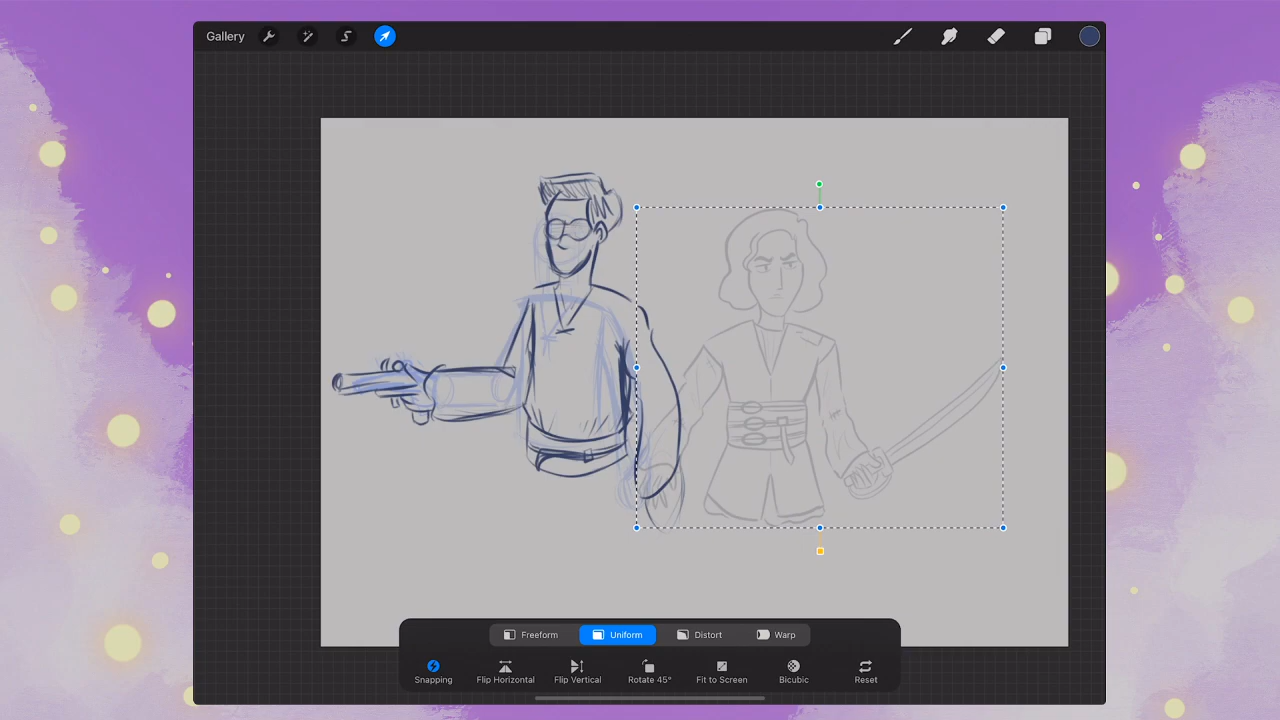 Gallery
Freeform Uniform Distort Warp
Snapping Flip Horizontal Flip Vertical Rotate 45° Fit to Screen Bicubic Reset